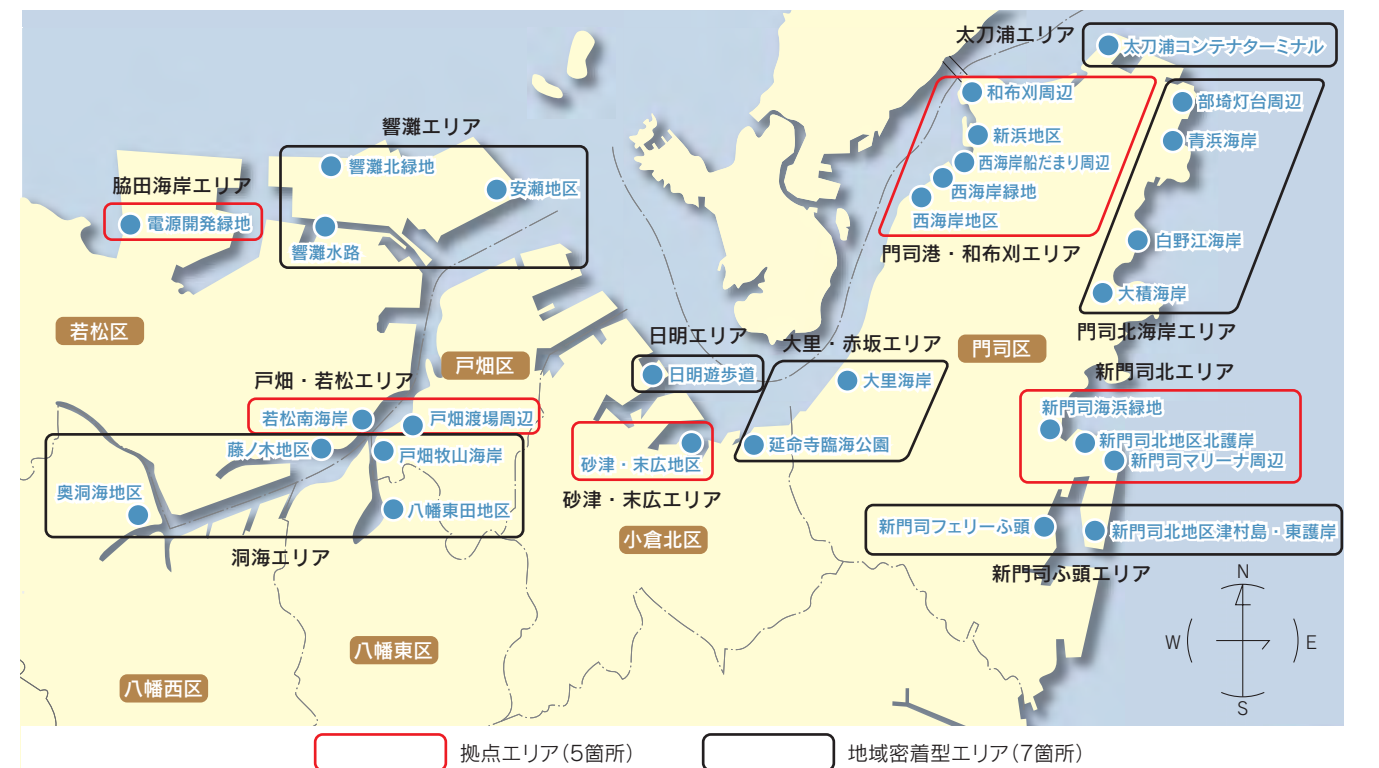 太刀浦エリア
太刀浦コンテナターミナル
和布刈周辺
部埼灯台周辺
新浜地区
青浜海岸
西海岸船だまり周辺
西海岸緑地
西海岸地区
門司港・和布刈エリア
白野江海岸
大積海岸
門司北海岸エリア
響灘エリア
響灘北緑地
安瀬地区
響灘水路
脇田海岸エリア
電源開発緑地
若松区
戸畑区
日明エリア
日明遊歩道
大里・赤坂エリア
大里海岸
延命寺臨海公園
門司区
新門司北エリア
新門司海浜緑地
新門司北地区北護岸
新門司マリーナ周辺
戸畑・若松エリア
若松南海岸
戸畑渡場周辺
藤ノ木地区
戸畑牧山海岸
奥洞海地区
八幡東田地区
洞海エリア
砂津・末広地区
砂津・末広エリア
小倉北区
新門司フェリーふ頭
新門司北地区津村島・東護岸
新門司ふ頭エリア
八幡東区
八幡西区
N
W
E
S
拠点エリア(5箇所)
地域密着型エリア(7箇所)